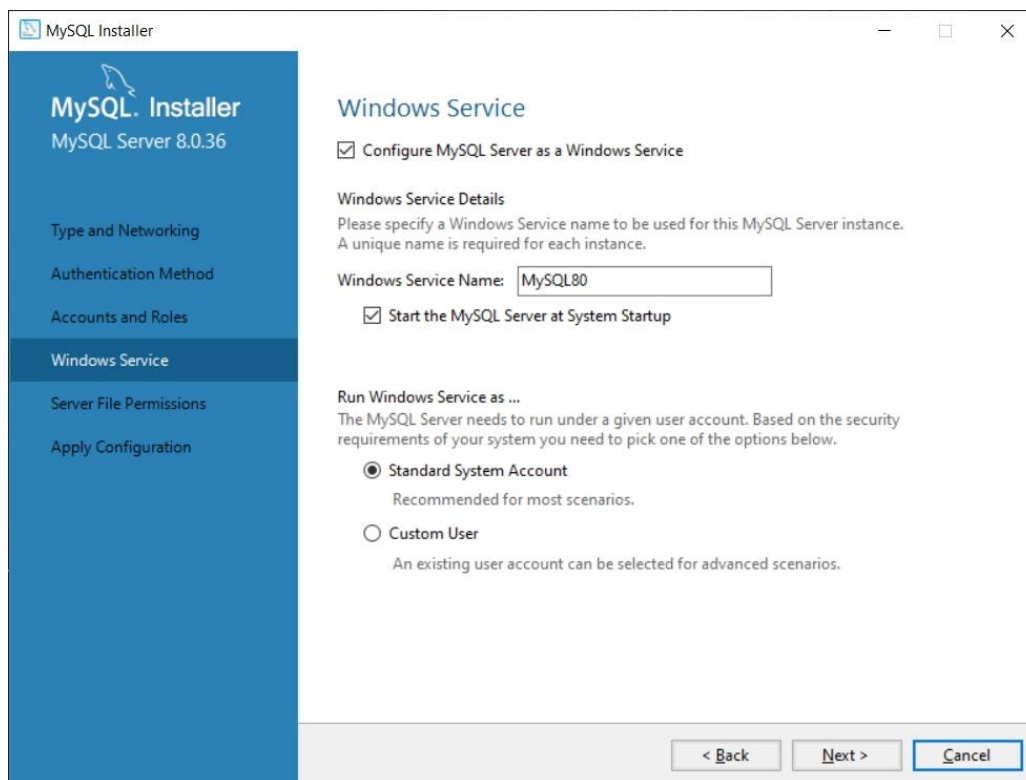 MySQL Installer
MySQL. Installer
MySQL Server 8.0.36
Type and Networking
Authentication Method
Accounts and Roles
Windows Service
Server File Permissions
Apply Configuration
Windows Service
Configure MySQL Server as a Windows Service
Windows Service Details
Please specify a Windows Service name to be used for this MySQL Server instance.
A unique name is required for each instance.
Windows Service Name: MySQL80
Start the MySQL Server at System Startup
Run Windows Service as ...
The MySQL Server needs to run under a given user account. Based on the security
requirements of your system you need to pick one of the options below.
Standard System Account
Recommended for most scenarios.
Custom User
An existing user account can be selected for advanced scenarios.
< Back Next > Cancel